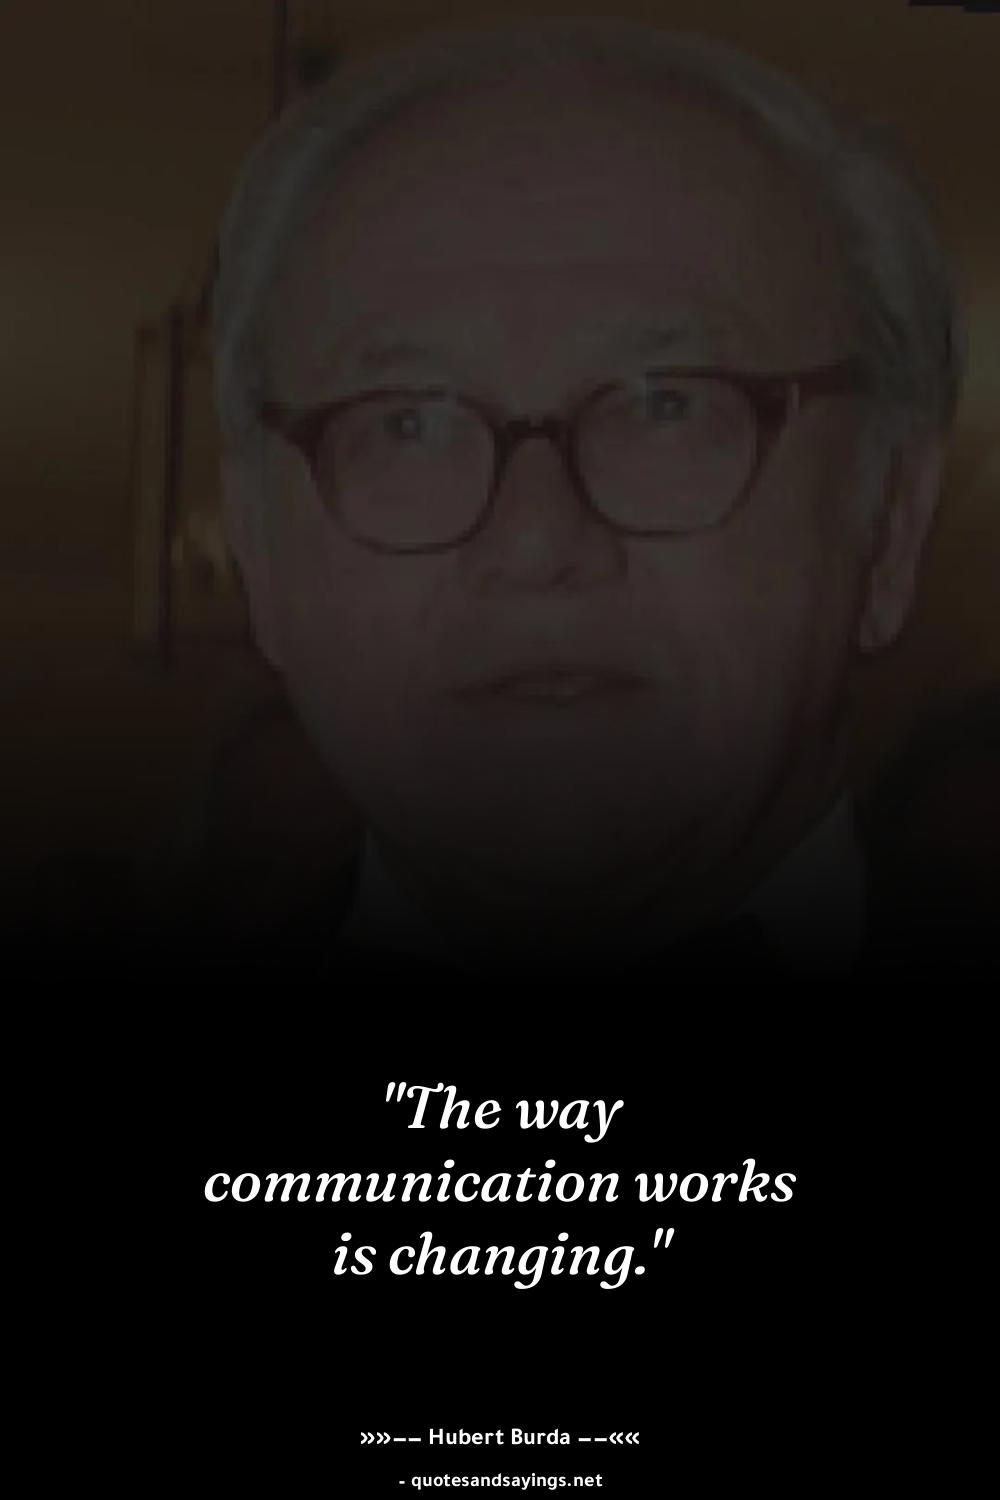 "The way
communication works
is changing."
»»–– Hubert Burda ––««
- quotesandsayings.net